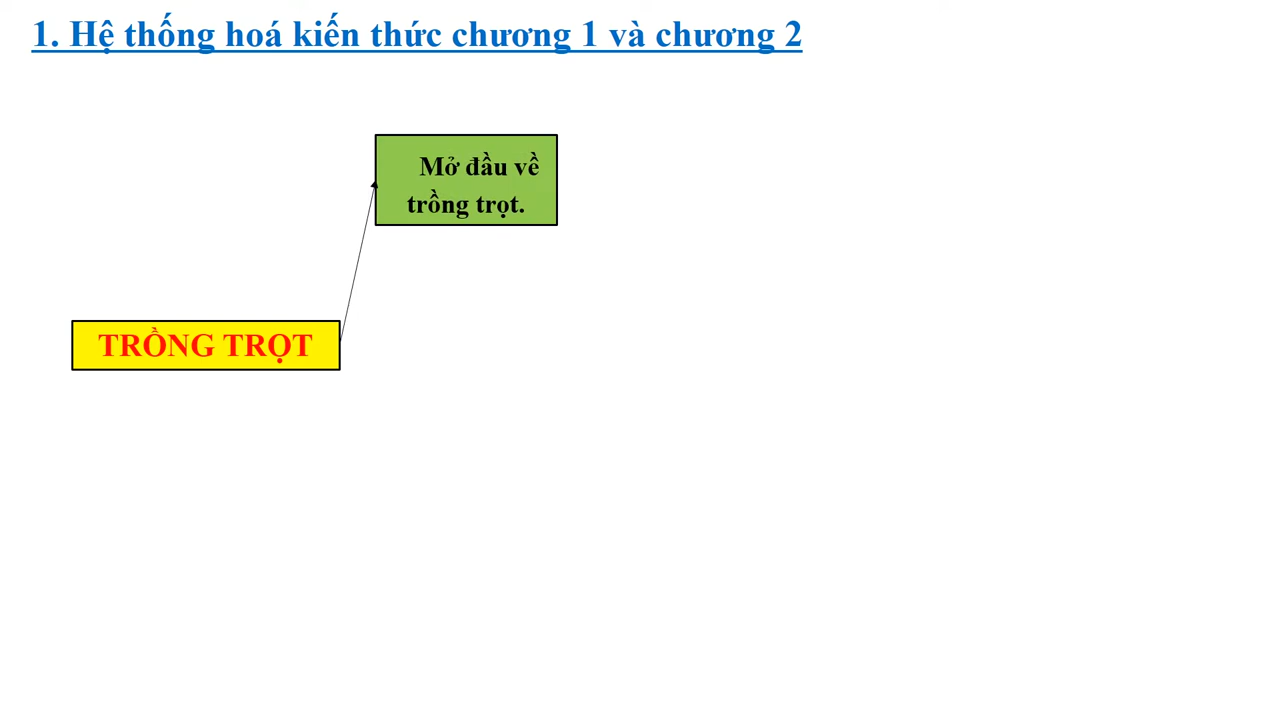 1. Hệ thống hoá kiến thức chương 1 và chương 2
Mở đầu về
trồng trọt.
TRỒNG TRỌT